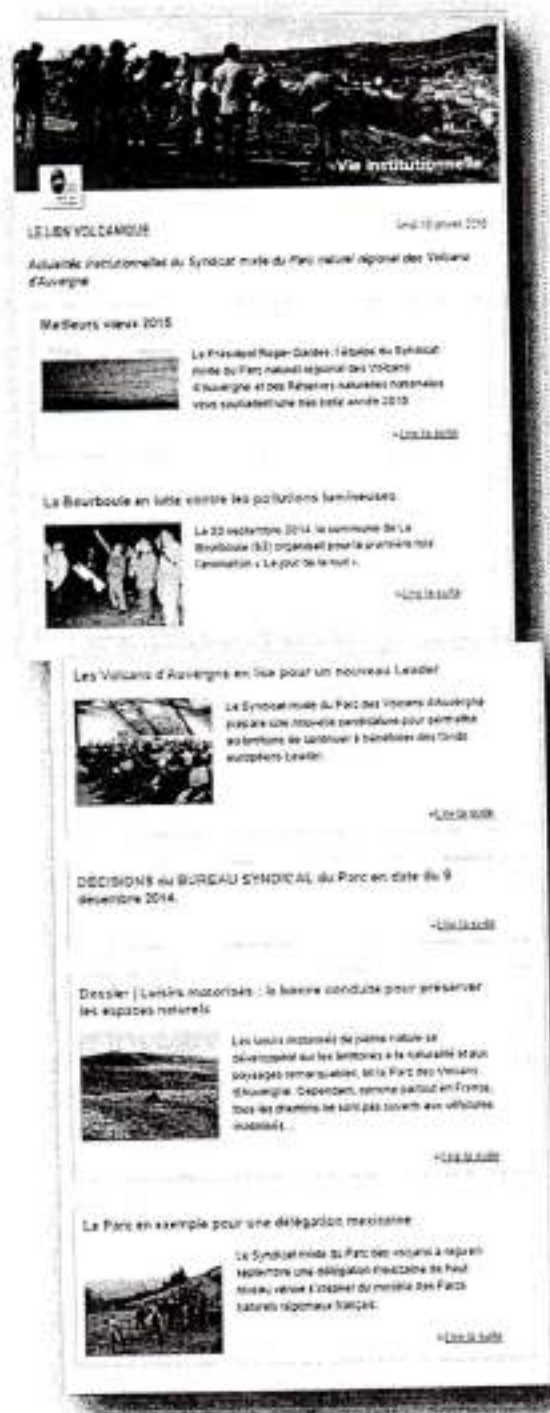 Vie institutionnelle
LE LIEN VOLCANIQUE
Actualités institutionnelles du Syndicat mixte du Parc naturel régional des Volcans
d'Auvergne
Meilleurs vœux 2015
Le Président Roger Gardes, l'équipe du Syndicat
mixte du Parc naturel régional des Volcans
d'Auvergne et des Réserves naturelles nationales
vous souhaitent une très belle année 2015
»Lire la suite
La Bourboule en lutte contre les pollutions lumineuses
Le 20 septembre 2014, la commune de La
Bourboule (63) organisait pour la première fois
l'animation « Le jour de la nuit ».
»Lire la suite
Les Volcans d'Auvergne en lice pour un nouveau Leader
Le Syndicat mixte du Parc des Volcans d'Auvergne
prépare une nouvelle candidature pour permettre
au territoire de continuer à bénéficier des fonds
européens Leader.
»Lire la suite
DECISIONS du BUREAU SYNDICAL du Parc en date du 9
décembre 2014.
»Lire la suite
Dossier | Loisirs motorisés : la bonne conduite pour préserver
les espaces naturels
Les loisirs motorisés de pleine nature se
développent sur les territoires à la naturalité et aux
paysages remarquables, tel le Parc des Volcans
d'Auvergne. Cependant, comme partout en France,
tous les chemins ne sont pas ouverts aux véhicules
motorisés...
»Lire la suite
Le Parc en exemple pour une délégation mexicaine
Le Syndicat mixte du Parc des volcans a reçu en
septembre une délégation mexicaine de haut
niveau venue s'inspirer du modèle des Parcs
naturels régionaux français.
»Lire la suite